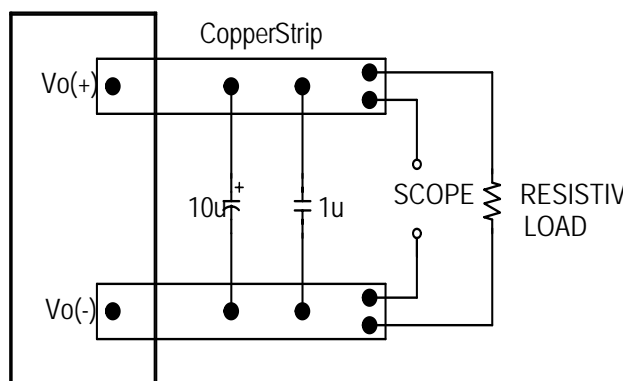 CopperStrip
Vo(+)
+
10u
1u
SCOPE
RESISTIV
LOAD
Vo(-)